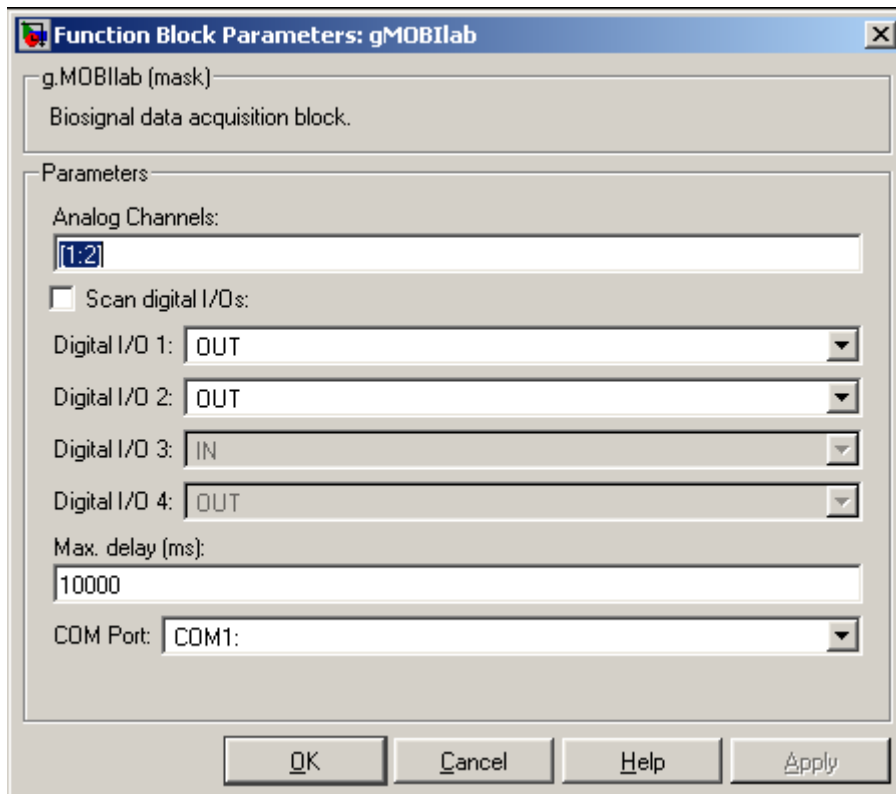 Function Block Parameters: gMOBIlab
g.MOBIlab (mask)
Biosignal data acquisition block.
Parameters
Analog Channels:
[1:2]
Scan digital I/Os:
Digital I/O 1: OUT
Digital I/O 2: OUT
Digital I/O 3: IN
Digital I/O 4: OUT
Max. delay (ms):
10000
COM Port: COM1:
OK Cancel Help Apply